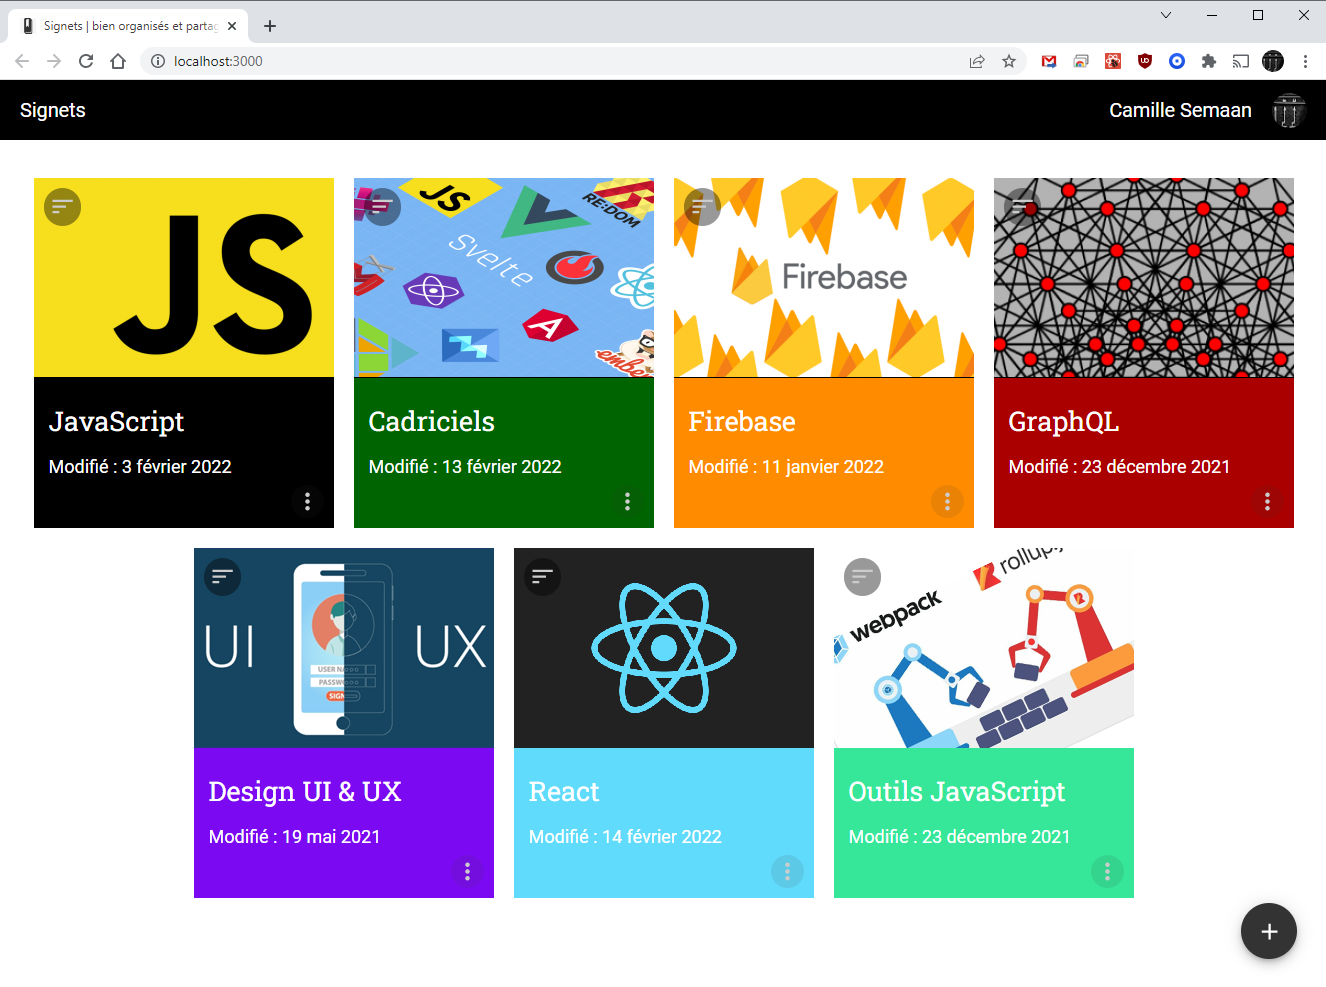 Signets | bien organisés et partag
localhost:3000
Signets
Camille Semaan
JS
JS
RE:DOM
Svelte
ember
Firebase
JavaScript
Modifié : 3 février 2022
Cadriciels
Modifié : 13 février 2022
Firebase
Modifié : 11 janvier 2022
GraphQL
Modifié : 23 décembre 2021
UI
UX
USER NA
PASSW
SIGN
webpack
rollup.j
Design UI & UX
Modifié : 19 mai 2021
React
Modifié : 14 février 2022
Outils JavaScript
Modifié : 23 décembre 2021